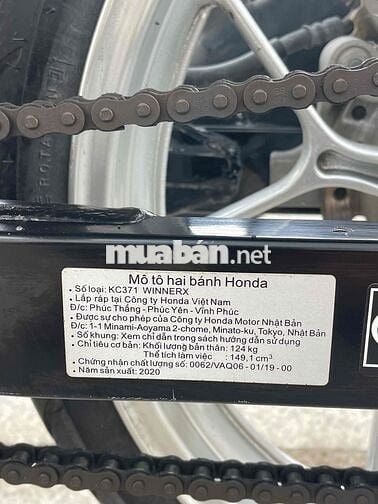 muaban.net
Mô tô hai bánh Honda
• Số loại: KC371 WINNERX
• Lắp ráp tại Công ty Honda Việt Nam
Đ/c: Phúc Thắng - Phúc Yên - Vĩnh Phúc
• Được sự cho phép của Công ty Honda Motor Nhật Bản
Đ/c: 1-1 Minami-Aoyama 2-chome, Minato-ku, Tokyo, Nhật Bản
• Số khung: Xem chỉ dẫn trong sách hướng dẫn sử dụng
• Chỉ tiêu cơ bản: Khối lượng bản thân: 124 kg
Thể tích làm việc : 149,1 cm³
• Chứng nhận chất lượng số: 0062/VAQ06 - 01/19 - 00
• Năm sản xuất: 2020